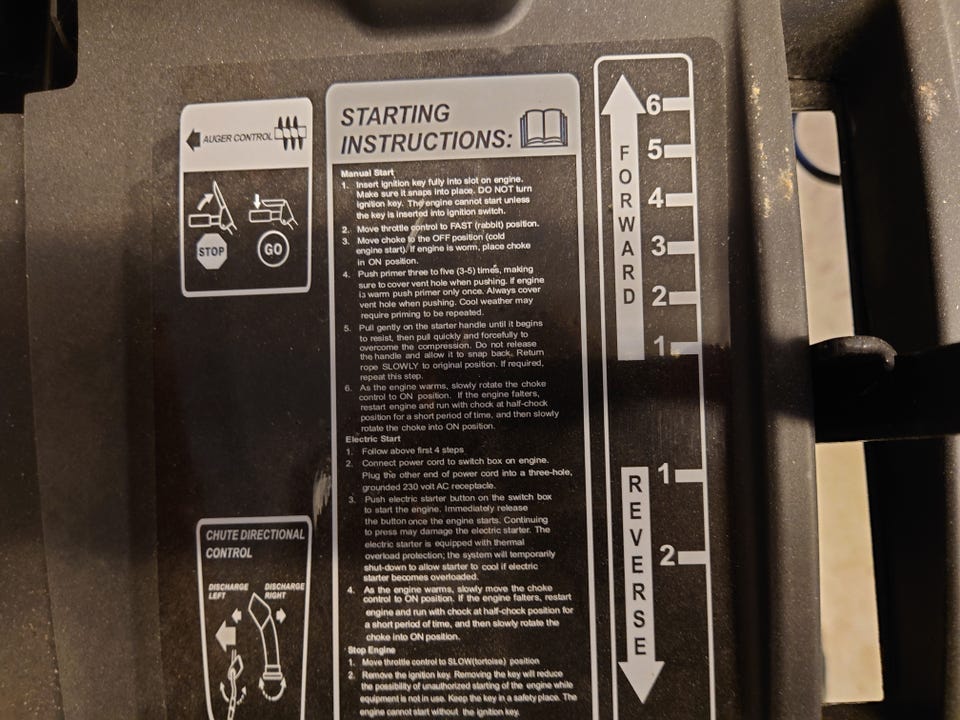 AUGER CONTROL
STOP
GO
STARTING
INSTRUCTIONS:
Manual Start
1. Insert ignition key fully into slot on engine.
Make sure it snaps into place. DO NOT turn
ignition key. The engine cannot start unless
the key is inserted into ignition switch.
2. Move throttle control to FAST (rabbit) position.
3. Move choke to the OFF position (cold
engine start). If engine is worm, place choke
in ON position.
4. Push primer three to five (3-5) times, making
sure to cover vent hole when pushing. If engine
is warm push primer only once. Always cover
vent hole when pushing. Cool weather may
require priming to be repeated.
5. Pull gently on the starter handle until it begins
to resist, then pull quickly and forcefully to
overcome the compression. Do not release
the handle and allow it to snap back. Return
rope SLOWLY to original position. If required,
repeat this step.
6. As the engine warms, slowly rotate the choke
control to ON position. If the engine falters,
restart engine and run with chock at half-chock
position for a short period of time, and then slowly
rotate the choke into ON position.
Electric Start
1. Follow above first 4 steps
2. Connect power cord to switch box on engine.
Plug the other end of power cord into a three-hole,
grounded 230 volt AC receptacle.
3. Push electric starter button on the switch box
to start the engine. Immediately release
the button once the engine starts. Continuing
to press may damage the electric starter. The
electric starter is equipped with thermal
overload protection; the system will temporarily
shut-down to allow starter to cool if electric
starter becomes overloaded.
4. As the engine warms, slowly move the choke
control to ON position. If the engine falters, restart
engine and run with chock at half-chock position for
a short period of time, and then slowly rotate the
choke into ON position.
Stop Engine
1. Move throttle control to SLOW(tortoise) position
2. Remove the ignition key. Removing the key will reduce
the possibility of unauthorized starting of the engine while
equipment is not in use. Keep the key in a safety place. The
engine cannot start without the ignition key.
FORWARD
6
5
4
3
2
1
1
2
REVERSE
CHUTE DIRECTIONAL
CONTROL
DISCHARGE LEFT
DISCHARGE RIGHT